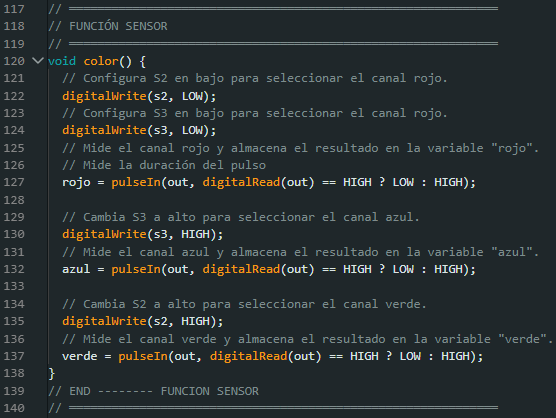 117 // ══════════════════════════════════════════════════
118 // FUNCIÓN SENSOR
119 // ══════════════════════════════════════════════════
120 void color() {
121 // Configura S2 en bajo para seleccionar el canal rojo.
122 digitalWrite(s2, LOW);
123 // Configura S3 en bajo para seleccionar el canal rojo.
124 digitalWrite(s3, LOW);
125 // Mide el canal rojo y almacena el resultado en la variable "rojo".
126 // Mide la duración del pulso
127 rojo = pulseIn(out, digitalRead(out) == HIGH ? LOW : HIGH);
128
129 // Cambia S3 a alto para seleccionar el canal azul.
130 digitalWrite(s3, HIGH);
131 // Mide el canal azul y almacena el resultado en la variable "azul".
132 azul = pulseIn(out, digitalRead(out) == HIGH ? LOW : HIGH);
133
134 // Cambia S2 a alto para seleccionar el canal verde.
135 digitalWrite(s2, HIGH);
136 // Mide el canal verde y almacena el resultado en la variable "verde".
137 verde = pulseIn(out, digitalRead(out) == HIGH ? LOW : HIGH);
138 }
139 // END -------- FUNCION SENSOR
140 // ══════════════════════════════════════════════════